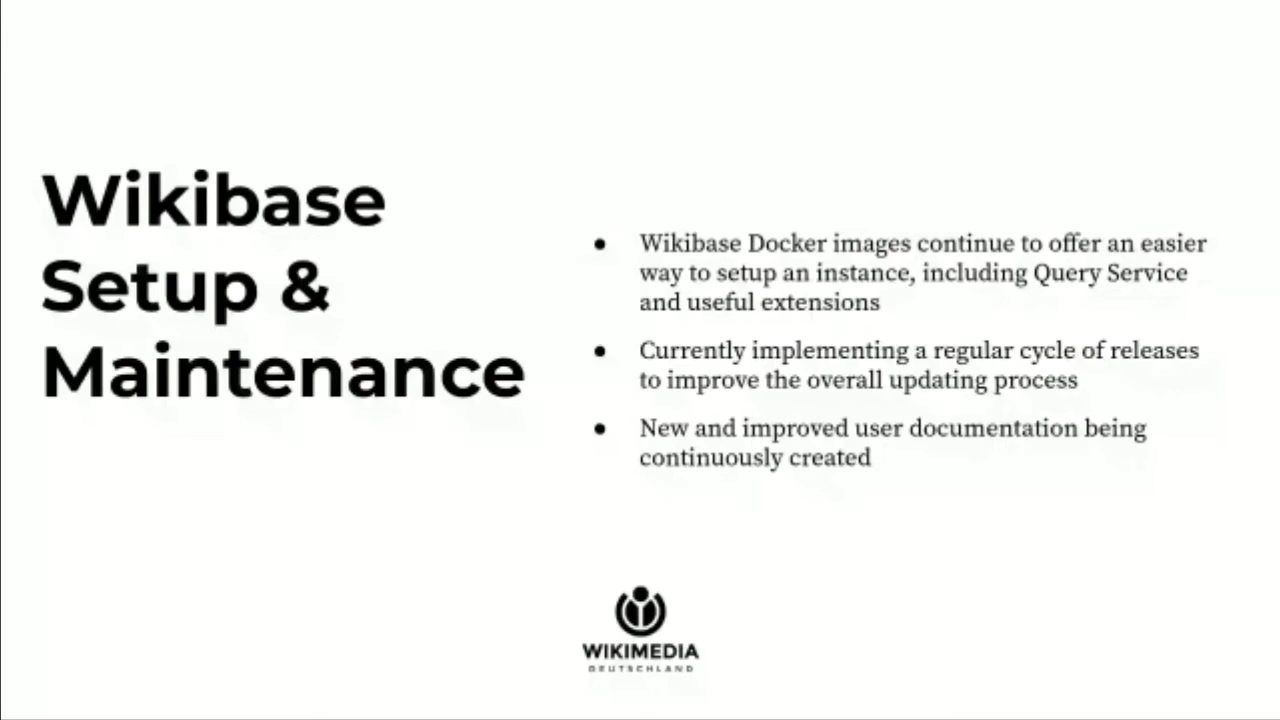 Wikibase
Setup &
Maintenance
● Wikibase Docker images continue to offer an easier
way to setup an instance, including Query Service
and useful extensions
● Currently implementing a regular cycle of releases
to improve the overall updating process
● New and improved user documentation being
continuously created
WIKIMEDIA
DEUTSCHLAND